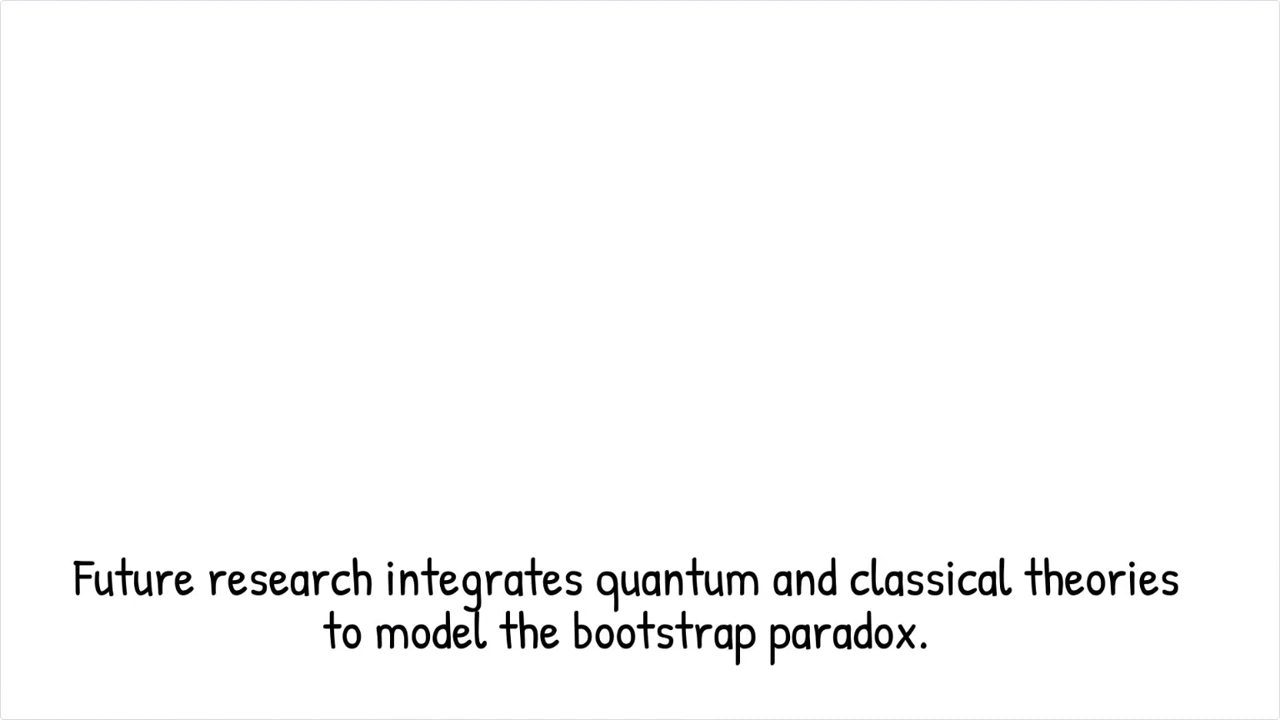 Future research integrates quantum and classical theories
to model the bootstrap paradox.